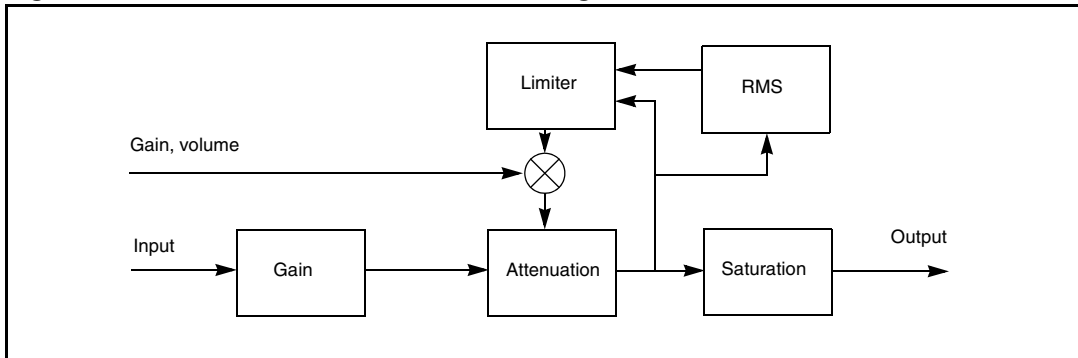 Limiter
RMS
Gain, volume
Input
Output
Gain
Attenuation
Saturation